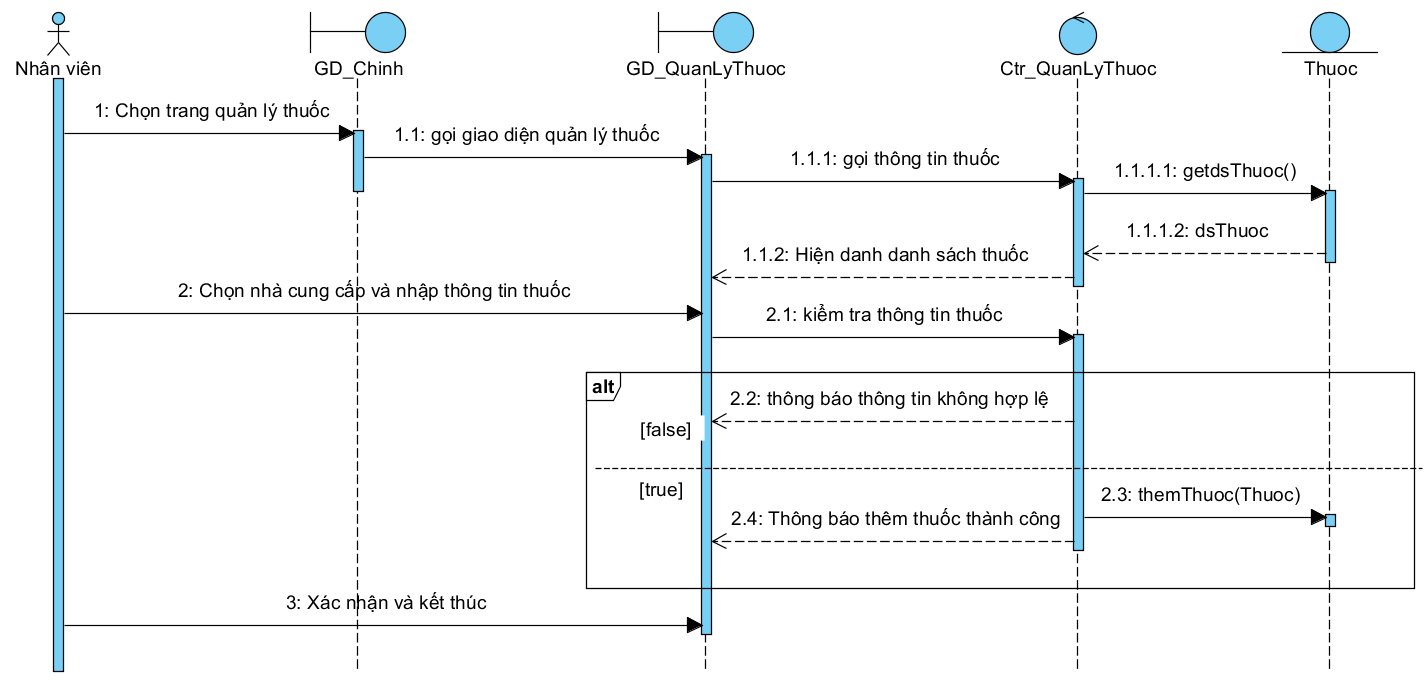 Nhân viên
GD_Chinh
GD_QuanLyThuoc
Ctr_QuanLyThuoc
Thuoc
1: Chọn trang quản lý thuốc
1.1: gọi giao diện quản lý thuốc
1.1.1: gọi thông tin thuốc
1.1.1.1: getdsThuoc()
1.1.1.2: dsThuoc
1.1.2: Hiện danh danh sách thuốc
2: Chọn nhà cung cấp và nhập thông tin thuốc
2.1: kiểm tra thông tin thuốc
alt
2.2: thông báo thông tin không hợp lệ
[false]
[true]
2.3: themThuoc(Thuoc)
2.4: Thông báo thêm thuốc thành công
3: Xác nhận và kết thúc